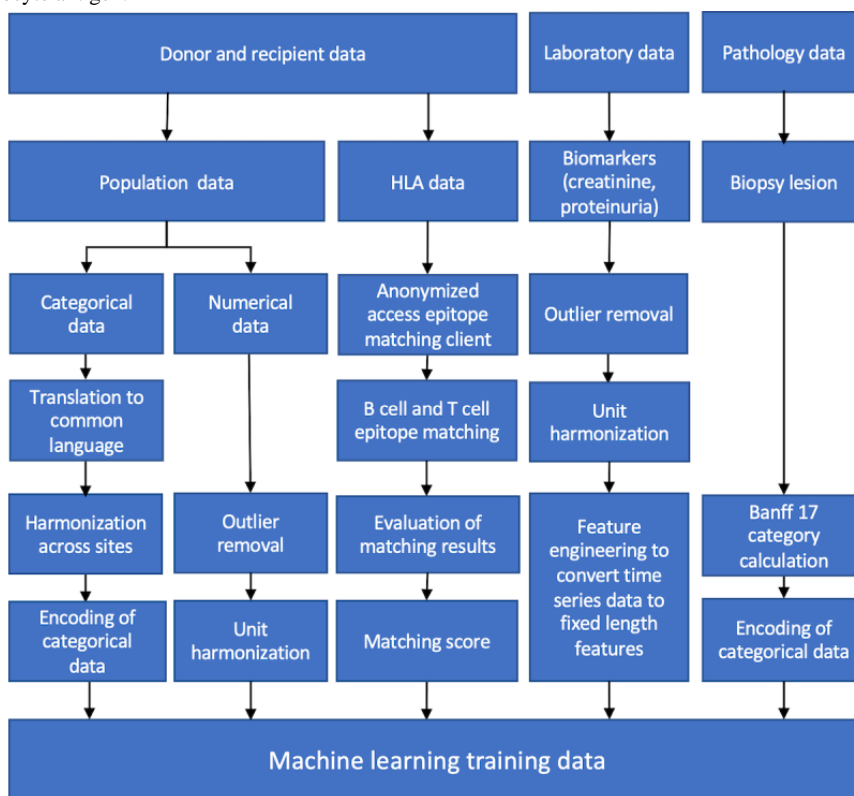 Donor and recipient data
Laboratory data
Pathology data
Population data
HLA data
Biomarkers
(creatinine,
proteinuria)
Biopsy lesion
Categorical
data
Numerical
data
Anonymized
access epitope
matching client
Outlier removal
Translation to
common
language
B cell and T cell
epitope matching
Unit
harmonization
Harmonization
across sites
Outlier
removal
Evaluation of
matching results
Feature
engineering to
convert time
series data to
fixed length
features
Banff 17
category
calculation
Encoding of
categorical
data
Unit
harmonization
Matching score
Encoding of
categorical data
Machine learning training data